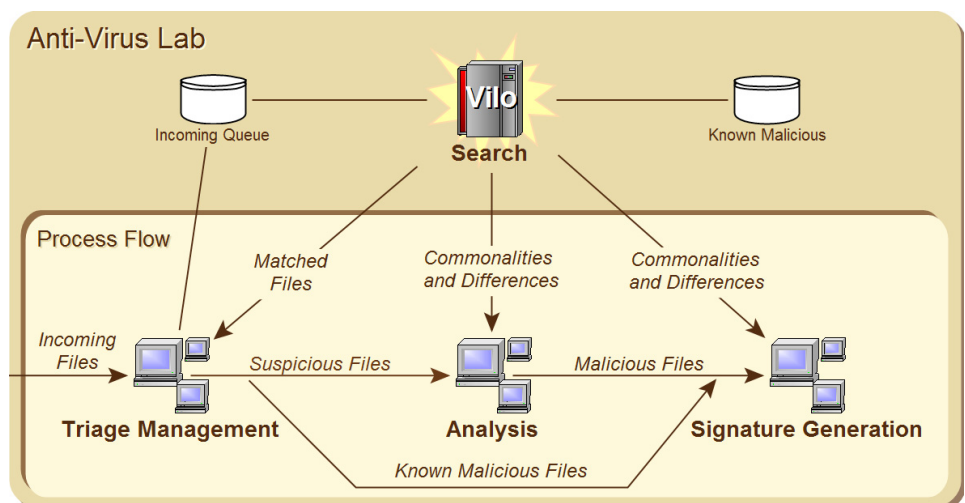 Anti-Virus Lab
Vilo
Incoming Queue
Search
Known Malicious
Process Flow
Matched
Files
Commonalities
and Differences
Commonalities
and Differences
Incoming
Files
Suspicious Files
Malicious Files
Triage Management
Analysis
Signature Generation
Known Malicious Files